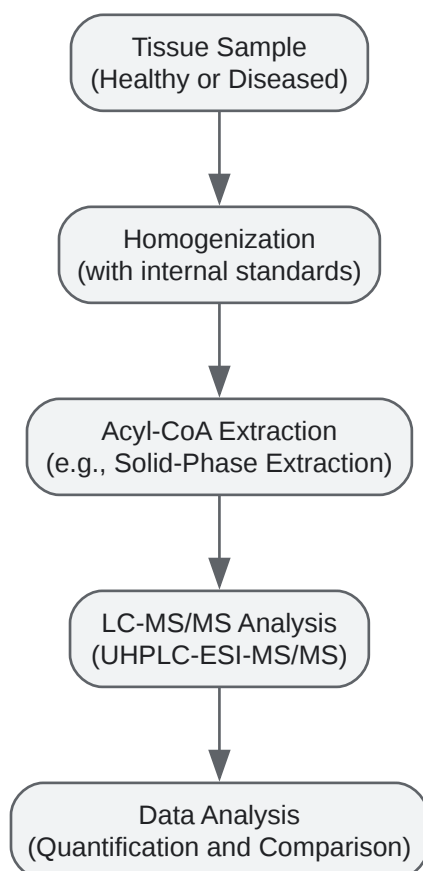 Tissue Sample
(Healthy or Diseased)
Homogenization
(with internal standards)
Acyl-CoA Extraction
(e.g., Solid-Phase Extraction)
LC-MS/MS Analysis
(UHPLC-ESI-MS/MS)
Data Analysis
(Quantification and Comparison)